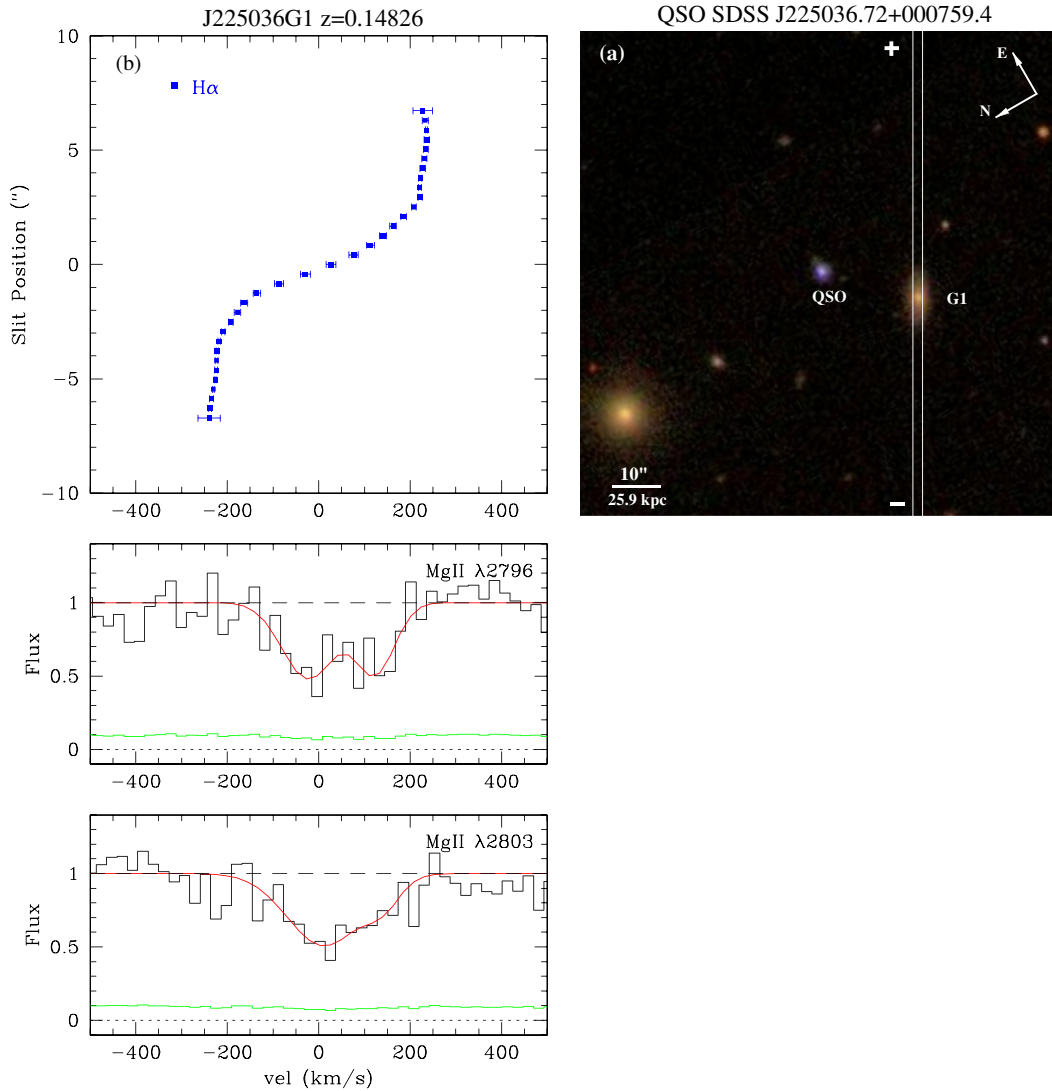 J225036G1 z=0.14826
QSO SDSS J225036.72+000759.4
(b)
Hα
10
5
0
−5
−10
Slit Position (")
−400 −200 0 200 400
(a)
+
E
N
QSO
G1
10"
25.9 kpc
−
MgII λ2796
1
0.5
0
Flux
−400 −200 0 200 400
MgII λ2803
1
0.5
0
Flux
−400 −200 0 200 400
vel (km/s)